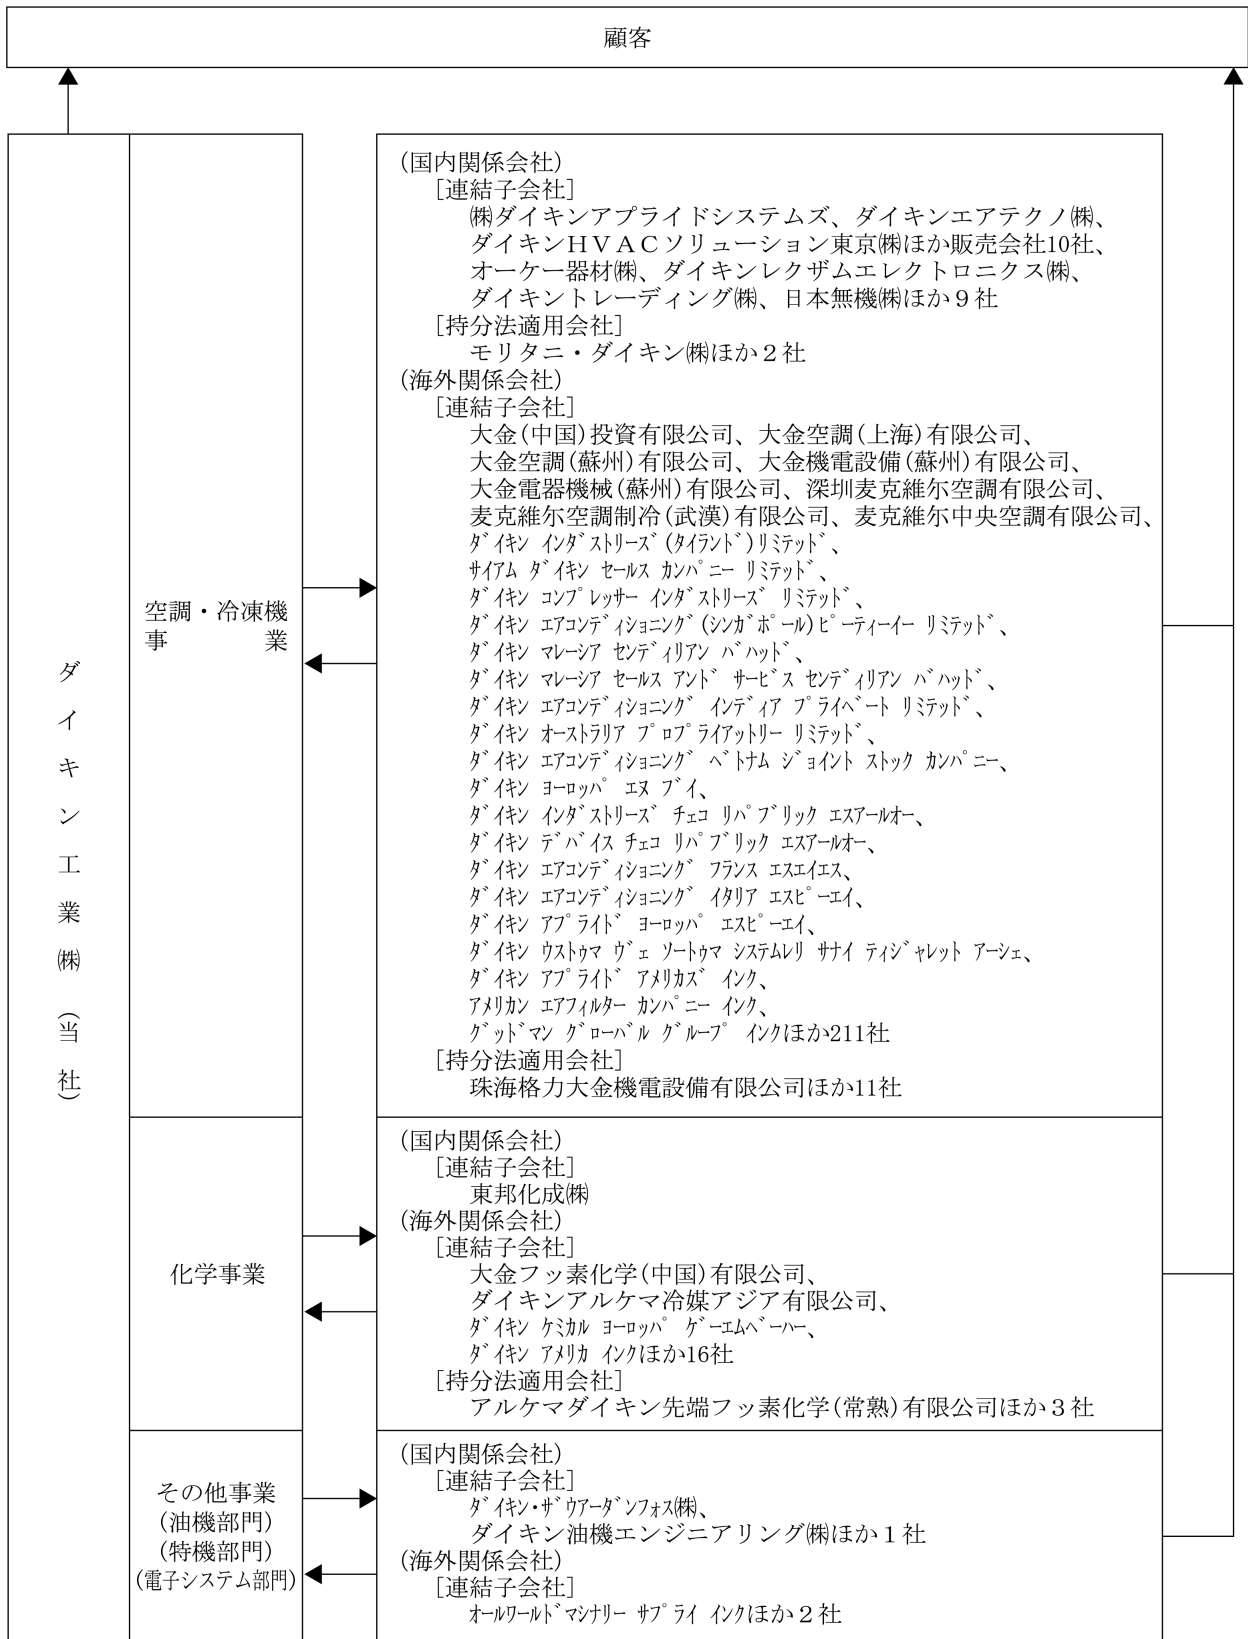 顧客
ダイキン工業㈱(当社)
空調・冷凍機
事業
(国内関係会社)
[連結子会社]
㈱ダイキンアプライドシステムズ、ダイキンエアテクノ㈱、
ダイキンＨＶＡＣソリューション東京㈱ほか販売会社10社、
オーケー器材㈱、ダイキンレクザムエレクトロニクス㈱、
ダイキントレーディング㈱、日本無機㈱ほか９社
[持分法適用会社]
モリタニ・ダイキン㈱ほか２社
(海外関係会社)
[連結子会社]
大金(中国)投資有限公司、大金空調(上海)有限公司、
大金空調(蘇州)有限公司、大金機電設備(蘇州)有限公司、
大金電器機械(蘇州)有限公司、深圳麦克維尔空調有限公司、
麦克維尔空調制冷(武漢)有限公司、麦克維尔中央空調有限公司、
ﾀﾞｲｷﾝ ｲﾝﾀﾞｽﾄﾘｰｽﾞ(ﾀｲﾗﾝﾄﾞ)ﾘﾐﾃｯﾄﾞ、
ｻｲｱﾑ ﾀﾞｲｷﾝ ｾｰﾙｽ ｶﾝﾊﾟﾆｰ ﾘﾐﾃｯﾄﾞ、
ﾀﾞｲｷﾝ ｺﾝﾌﾟﾚｯｻｰ ｲﾝﾀﾞｽﾄﾘｰｽﾞ ﾘﾐﾃｯﾄﾞ、
ﾀﾞｲｷﾝ ｴｱｺﾝﾃﾞｨｼｮﾆﾝｸﾞ(ｼﾝｶﾞﾎﾟｰﾙ)ﾋﾟｰﾃｨｰｲｰ ﾘﾐﾃｯﾄﾞ、
ﾀﾞｲｷﾝ ﾏﾚｰｼｱ ｾﾝﾃﾞｨﾘｱﾝ ﾊﾞﾊｯﾄﾞ、
ﾀﾞｲｷﾝ ﾏﾚｰｼｱ ｾｰﾙｽ ｱﾝﾄﾞ ｻｰﾋﾞｽ ｾﾝﾃﾞｨﾘｱﾝ ﾊﾞﾊｯﾄﾞ、
ﾀﾞｲｷﾝ ｴｱｺﾝﾃﾞｨｼｮﾆﾝｸﾞ ｲﾝﾃﾞｨｱ ﾌﾟﾗｲﾍﾞｰﾄ ﾘﾐﾃｯﾄﾞ、
ﾀﾞｲｷﾝ ｵｰｽﾄﾗﾘｱ ﾌﾟﾛﾌﾟﾗｲｱｯﾄﾘｰ ﾘﾐﾃｯﾄﾞ、
ﾀﾞｲｷﾝ ｴｱｺﾝﾃﾞｨｼｮﾆﾝｸﾞ ﾍﾞﾄﾅﾑ ｼﾞｮｲﾝﾄ ｽﾄｯｸ ｶﾝﾊﾟﾆｰ、
ﾀﾞｲｷﾝ ﾖｰﾛｯﾊﾟ ｴﾇ ﾌﾞｲ、
ﾀﾞｲｷﾝ ｲﾝﾀﾞｽﾄﾘｰｽﾞ ﾁｪｺ ﾘﾊﾟﾌﾞﾘｯｸ ｴｽｱｰﾙｵｰ、
ﾀﾞｲｷﾝ ﾃﾞﾊﾞｲｽ ﾁｪｺ ﾘﾊﾟﾌﾞﾘｯｸ ｴｽｱｰﾙｵｰ、
ﾀﾞｲｷﾝ ｴｱｺﾝﾃﾞｨｼｮﾆﾝｸﾞ ﾌﾗﾝｽ ｴｽｴｲｴｽ、
ﾀﾞｲｷﾝ ｴｱｺﾝﾃﾞｨｼｮﾆﾝｸﾞ ｲﾀﾘｱ ｴｽﾋﾟｰｴｲ、
ﾀﾞｲｷﾝ ｱﾌﾟﾗｲﾄﾞ ﾖｰﾛｯﾊﾟ ｴｽﾋﾟｰｴｲ、
ﾀﾞｲｷﾝ ｳｽﾄｩﾏ ｳﾞｪ ｿｰﾄｩﾏ ｼｽﾃﾑﾚﾘ ｻﾅｲ ﾃｨｼﾞｬﾚｯﾄ ｱｰｼｪ、
ﾀﾞｲｷﾝ ｱﾌﾟﾗｲﾄﾞ ｱﾒﾘｶｽﾞ ｲﾝｸ、
ｱﾒﾘｶﾝ ｴｱﾌｨﾙﾀｰ ｶﾝﾊﾟﾆｰ ｲﾝｸ、
ｸﾞｯﾄﾞﾏﾝ ｸﾞﾛｰﾊﾞﾙ ｸﾞﾙｰﾌﾟ ｲﾝｸほか211社
[持分法適用会社]
珠海格力大金機電設備有限公司ほか11社
化学事業
(国内関係会社)
[連結子会社]
東邦化成㈱
(海外関係会社)
[連結子会社]
大金フッ素化学(中国)有限公司、
ダイキンアルケマ冷媒アジア有限公司、
ﾀﾞｲｷﾝ ｹﾐｶﾙ ﾖｰﾛｯﾊﾟ ｹﾞｰｴﾑﾍﾞｰﾊｰ、
ﾀﾞｲｷﾝ ｱﾒﾘｶ ｲﾝｸほか16社
[持分法適用会社]
アルケマダイキン先端フッ素化学(常熟)有限公司ほか３社
その他事業
(油機部門)
(特機部門)
(電子システム部門)
(国内関係会社)
[連結子会社]
ﾀﾞｲｷﾝ･ｻﾞｳｱｰﾀﾞﾝﾌｫｽ㈱、
ダイキン油機エンジニアリング㈱ほか１社
(海外関係会社)
[連結子会社]
ｵｰﾙﾜｰﾙﾄﾞﾏｼﾅﾘｰ ｻﾌﾟﾗｲ ｲﾝｸほか２社